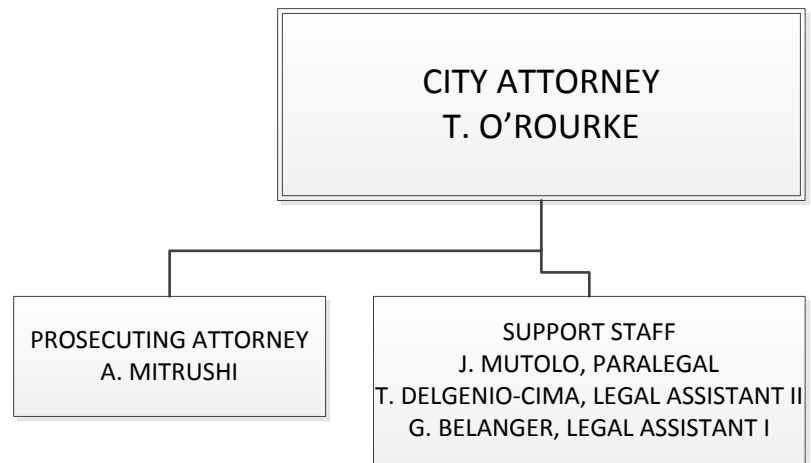 CITY ATTORNEY
T. O’ROURKE
PROSECUTING ATTORNEY
A. MITRUSHI
SUPPORT STAFF
J. MUTOLO, PARALEGAL
T. DELGENIO-CIMA, LEGAL ASSISTANT II
G. BELANGER, LEGAL ASSISTANT I